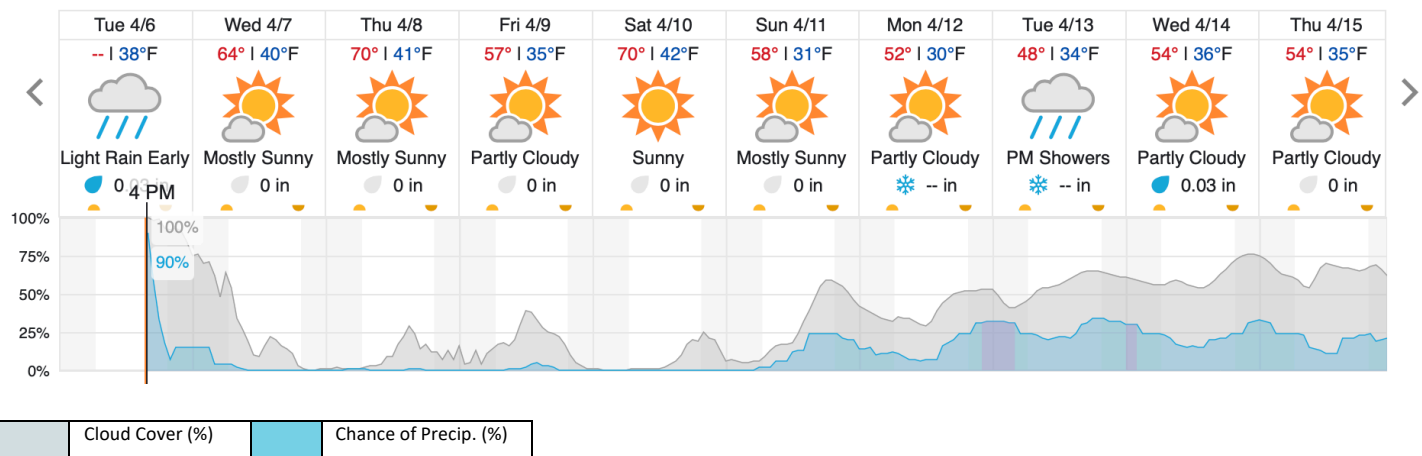 Tue 4/6 Wed 4/7 Thu 4/8 Fri 4/9 Sat 4/10 Sun 4/11 Mon 4/12 Tue 4/13 Wed 4/14 Thu 4/15
-- | 38°F 64° | 40°F 70° | 41°F 57° | 35°F 70° | 42°F 58° | 31°F 52° | 30°F 48° | 34°F 54° | 36°F 54° | 35°F
Light Rain Early Mostly Sunny Mostly Sunny Partly Cloudy Sunny Mostly Sunny Partly Cloudy PM Showers Partly Cloudy Partly Cloudy
0.03 in 0 in 0 in 0 in 0 in 0 in -- in -- in 0.03 in 0 in
4 PM
100%
100%
75%
90%
50%
25%
0%
Cloud Cover (%) Chance of Precip. (%)